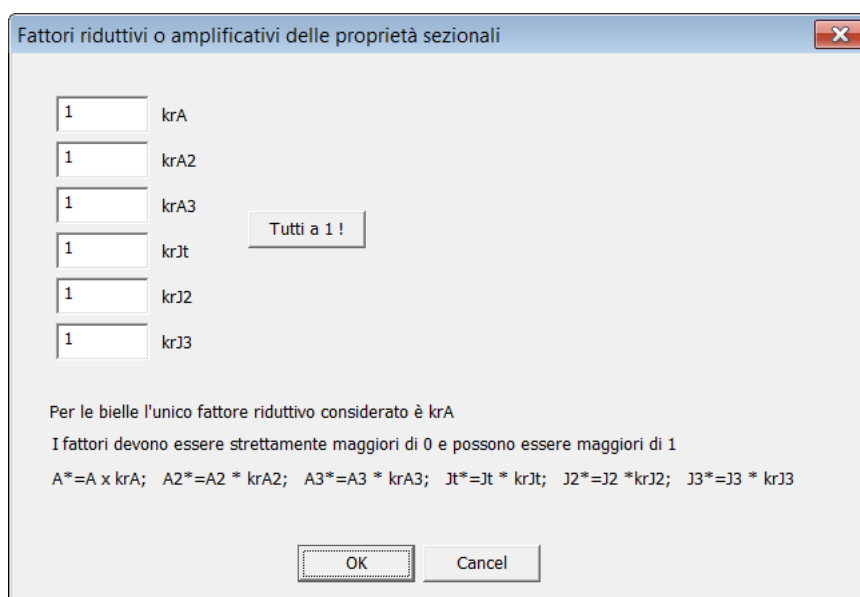 Fattori riduttivi o amplificativi delle proprietà sezionali
1 krA
1 krA2
1 krA3
Tutti a 1 !
1 krJt
1 krJ2
1 krJ3
Per le bielle l'unico fattore riduttivo considerato è krA
I fattori devono essere strettamente maggiori di 0 e possono essere maggiori di 1
A*=A x krA; A2*=A2 * krA2; A3*=A3 * krA3; Jt*=Jt * krJt; J2*=J2 *krJ2; J3*=J3 * krJ3
OK Cancel